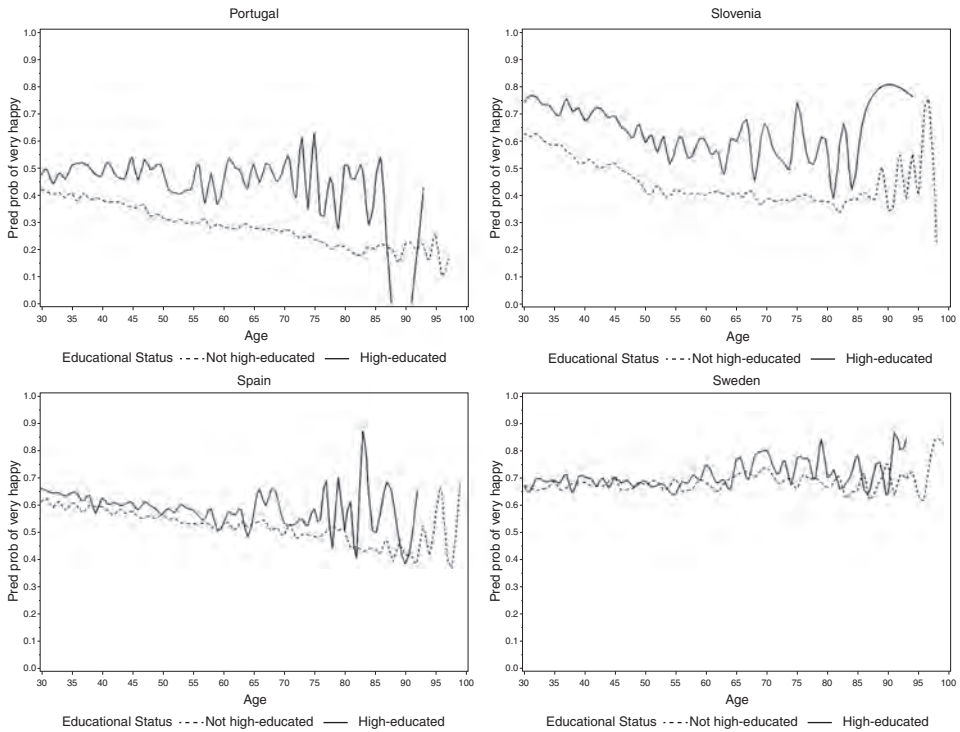 Portugal
Pred prob of very happy
1.0
0.9
0.8
0.7
0.6
0.5
0.4
0.3
0.2
0.1
0.0
30 35 40 45 50 55 60 65 70 75 80 85 90 95 100
Age
Educational Status Not high-educated High-educated
Slovenia
Pred prob of very happy
1.0
0.9
0.8
0.7
0.6
0.5
0.4
0.3
0.2
0.1
0.0
30 35 40 45 50 55 60 65 70 75 80 85 90 95 100
Age
Educational Status Not high-educated High-educated
Spain
Pred prob of very happy
1.0
0.9
0.8
0.7
0.6
0.5
0.4
0.3
0.2
0.1
0.0
30 35 40 45 50 55 60 65 70 75 80 85 90 95 100
Age
Educational Status Not high-educated High-educated
Sweden
Pred prob of very happy
1.0
0.9
0.8
0.7
0.6
0.5
0.4
0.3
0.2
0.1
0.0
30 35 40 45 50 55 60 65 70 75 80 85 90 95 100
Age
Educational Status Not high-educated High-educated